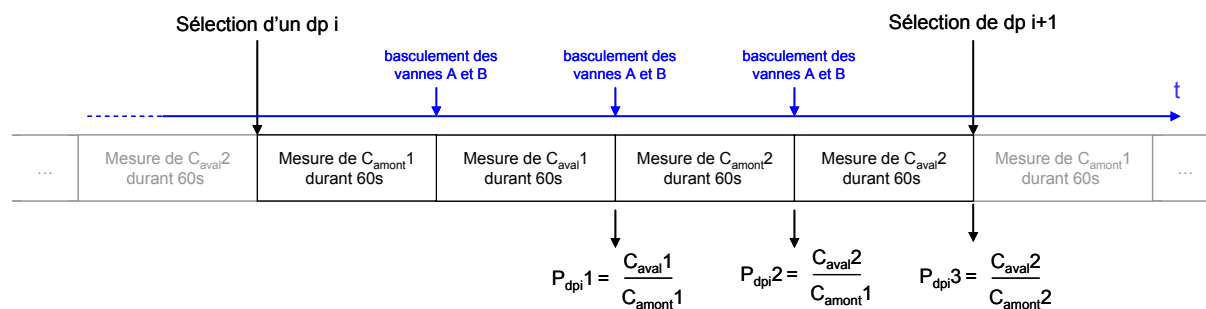 Sélection d'un dp i
Sélection de dp i+1
basculement des
vannes A et B
basculement des
vannes A et B
basculement des
vannes A et B
t
...
Mesure de Caval2
durant 60s
Mesure de Camont1
durant 60s
Mesure de Caval1
durant 60s
Mesure de Camont2
durant 60s
Mesure de Caval2
durant 60s
Mesure de Camont1
durant 60s
...
Pdpi1 = Caval1 / Camont1
Pdpi2 = Caval2 / Camont1
Pdpi3 = Caval2 / Camont2